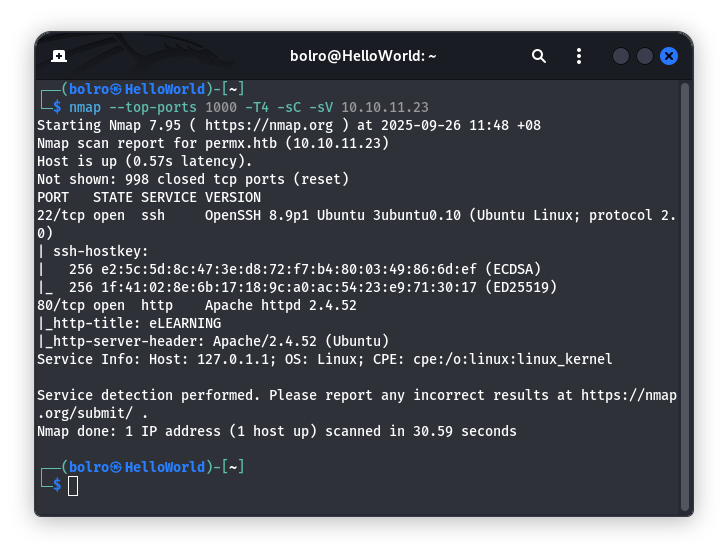 bolro@HelloWorld: ~
┌──(bolro㉿HelloWorld)-[~]
└─$ nmap --top-ports 1000 -T4 -sC -sV 10.10.11.23
Starting Nmap 7.95 ( https://nmap.org ) at 2025-09-26 11:48 +08
Nmap scan report for permx.htb (10.10.11.23)
Host is up (0.57s latency).
Not shown: 998 closed tcp ports (reset)
PORT   STATE SERVICE VERSION
22/tcp open  ssh     OpenSSH 8.9p1 Ubuntu 3ubuntu0.10 (Ubuntu Linux; protocol 2.
0)
| ssh-hostkey:
|   256 e2:5c:5d:8c:47:3e:d8:72:f7:b4:80:03:49:86:6d:ef (ECDSA)
|_  256 1f:41:02:8e:6b:17:18:9c:a0:ac:54:23:e9:71:30:17 (ED25519)
80/tcp open  http    Apache httpd 2.4.52
|_http-title: eLEARNING
|_http-server-header: Apache/2.4.52 (Ubuntu)
Service Info: Host: 127.0.1.1; OS: Linux; CPE: cpe:/o:linux:linux_kernel

Service detection performed. Please report any incorrect results at https://nmap
.org/submit/ .
Nmap done: 1 IP address (1 host up) scanned in 30.59 seconds

┌──(bolro㉿HelloWorld)-[~]
└─$